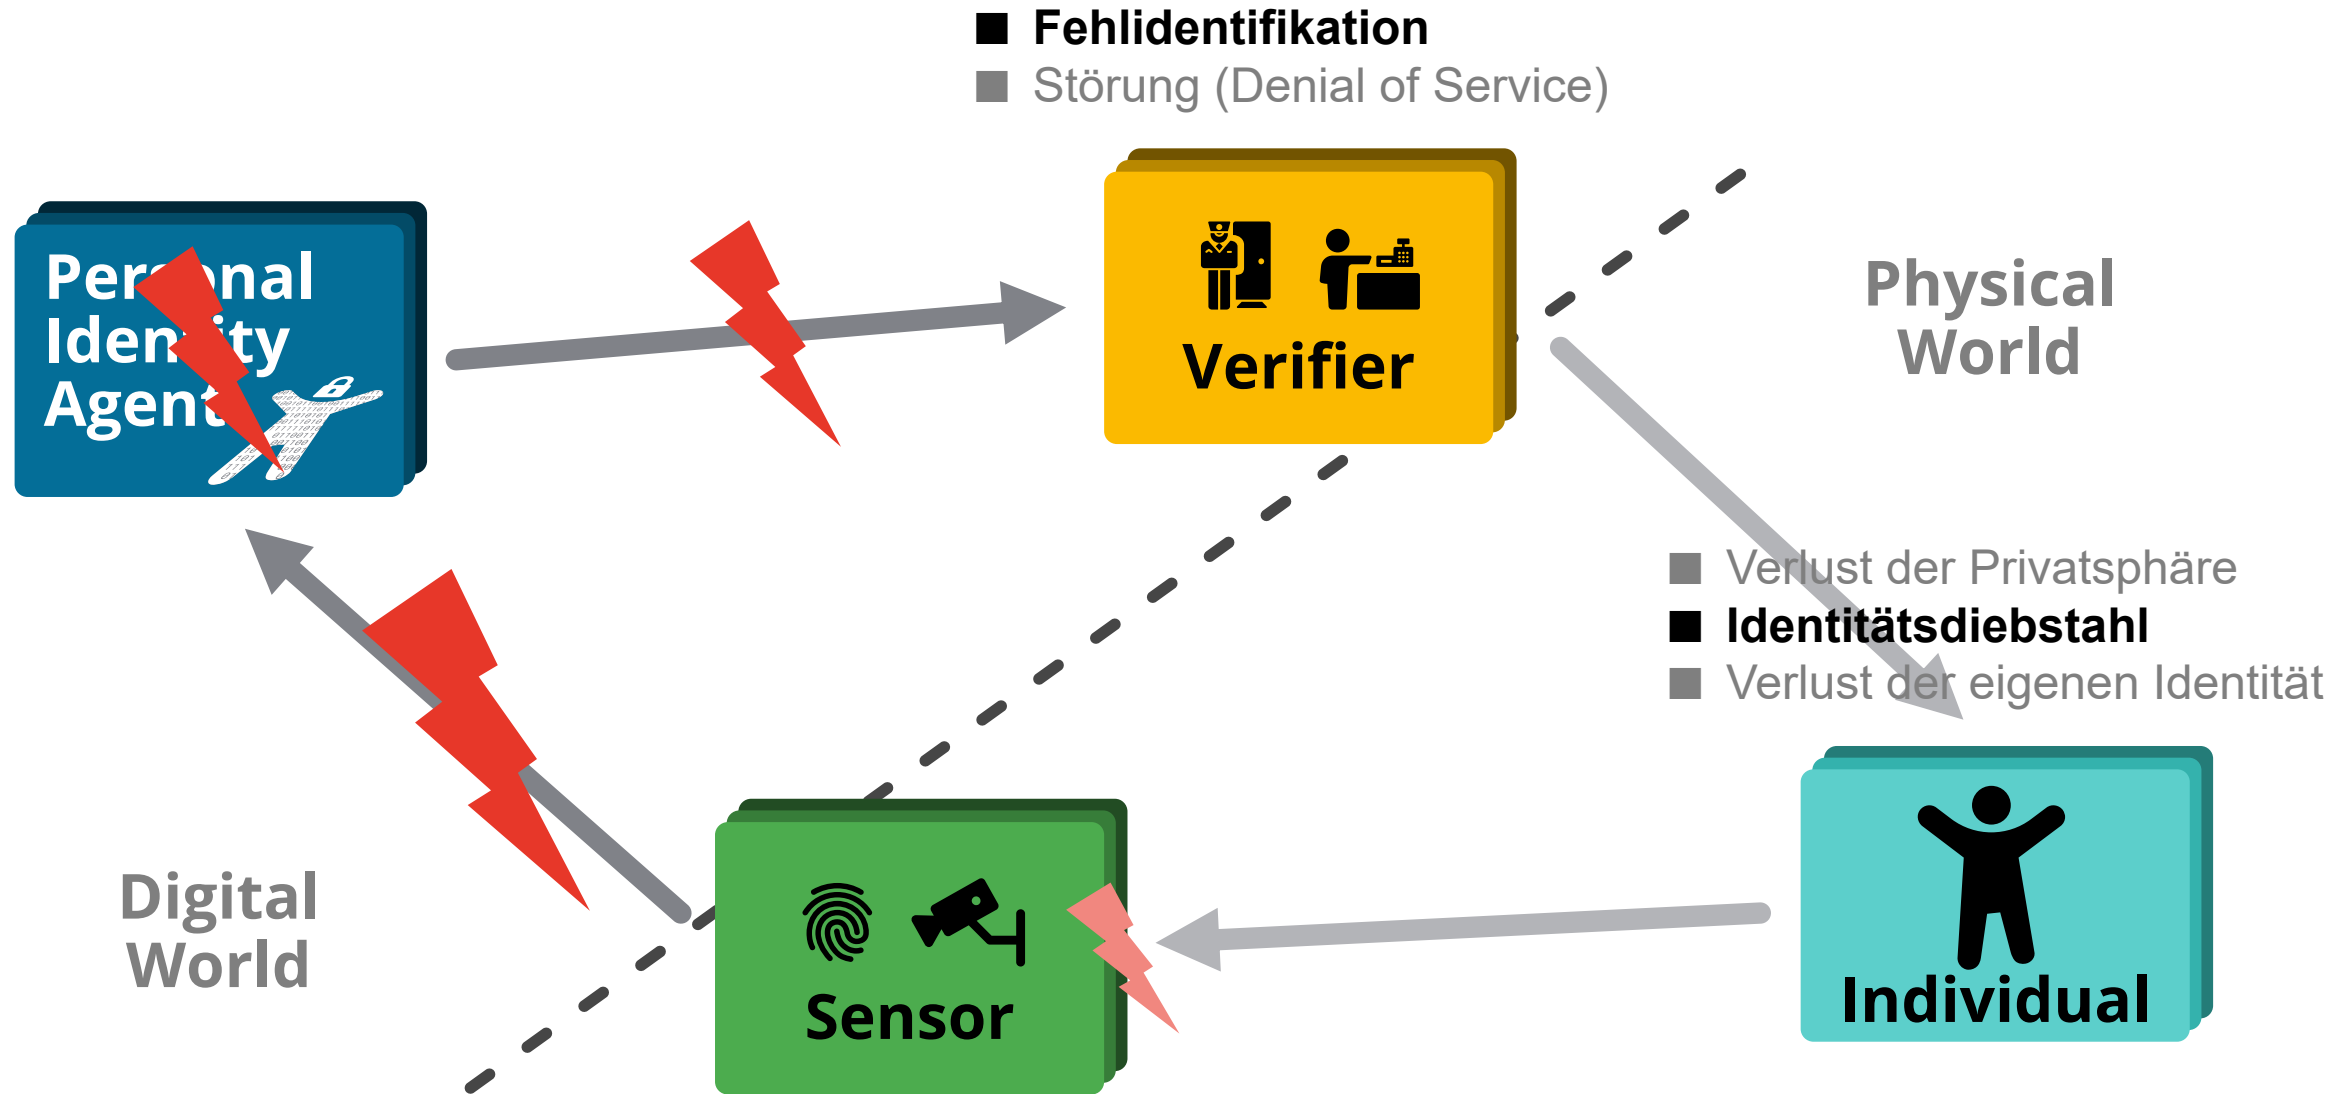 ■ Fehlidentifikation
■ Störung (Denial of Service)
Personal
Identity
Agent
Verifier
Physical
World
■ Verlust der Privatsphäre
■ Identitätsdiebstahl
■ Verlust der eigenen Identität
Digital
World
Sensor
Individual